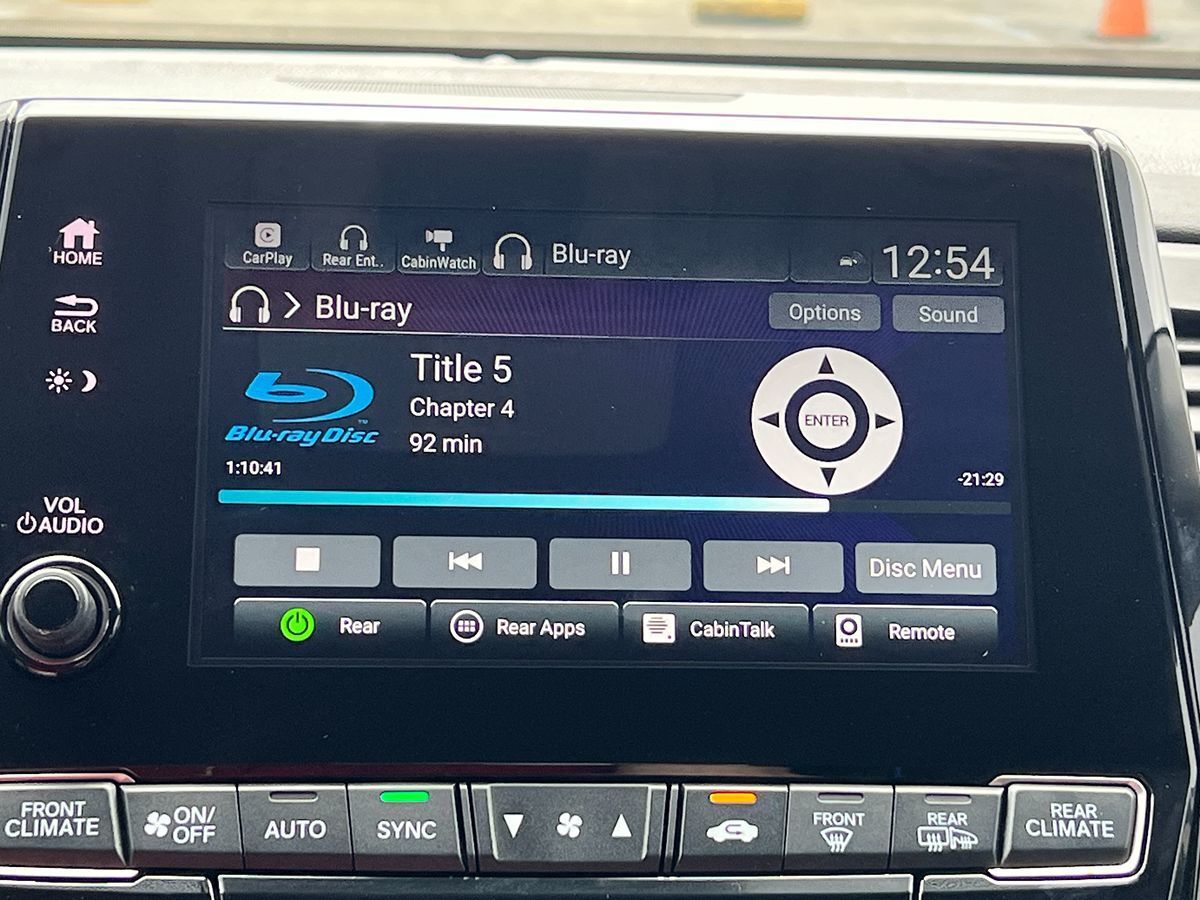 HOME
BACK
VOL
AUDIO
CarPlay
Rear Ent..
CabinWatch
Blu-ray
12:54
Blu-ray
Options
Sound
Blu-ray Disc™
Title 5
Chapter 4
92 min
ENTER
1:10:41
-21:29
Disc Menu
Rear
Rear Apps
CabinTalk
Remote
FRONT
CLIMATE
ON/
OFF
AUTO
SYNC
FRONT
REAR
REAR
CLIMATE